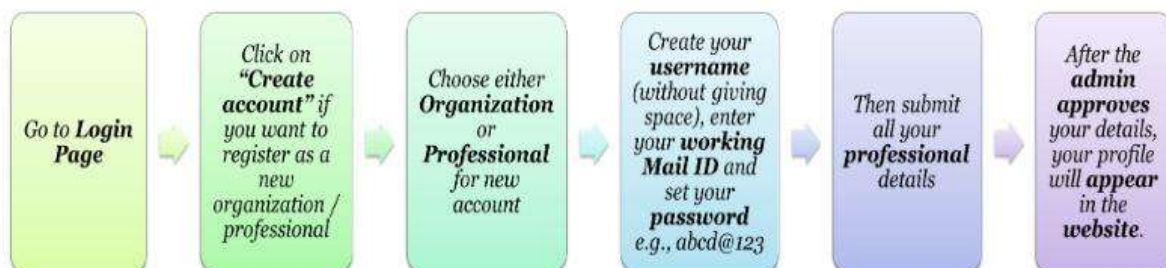 Go to Login
Page
Click on
“Create
account” if
you want to
register as a
new
organization /
professional
Choose either
Organization
or
Professional
for new
account
Create your
username
(without giving
space), enter
your working
Mail ID and
set your
password
e.g., abcd@123
Then submit
all your
professional
details
After the
admin
approves
your details,
your profile
will appear
in the
website.